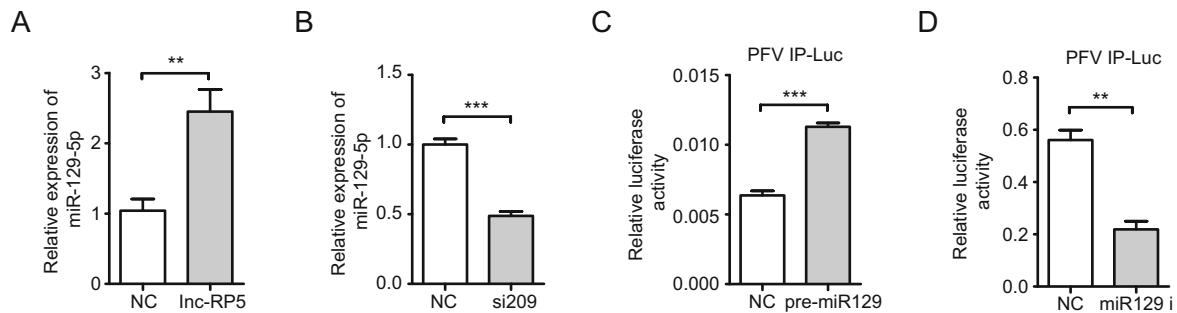 A
Relative expression of
miR-129-5p
3
2
1
0
**
NC
lnc-RP5
B
Relative expression of
miR-129-5p
1.5
1.0
0.5
0.0
***
NC
si209
C
PFV IP-Luc
Relative luciferase
activity
0.015
0.010
0.005
0.000
***
NC
pre-miR129
D
PFV IP-Luc
Relative luciferase
activity
0.8
0.6
0.4
0.2
0.0
**
NC
miR129 i